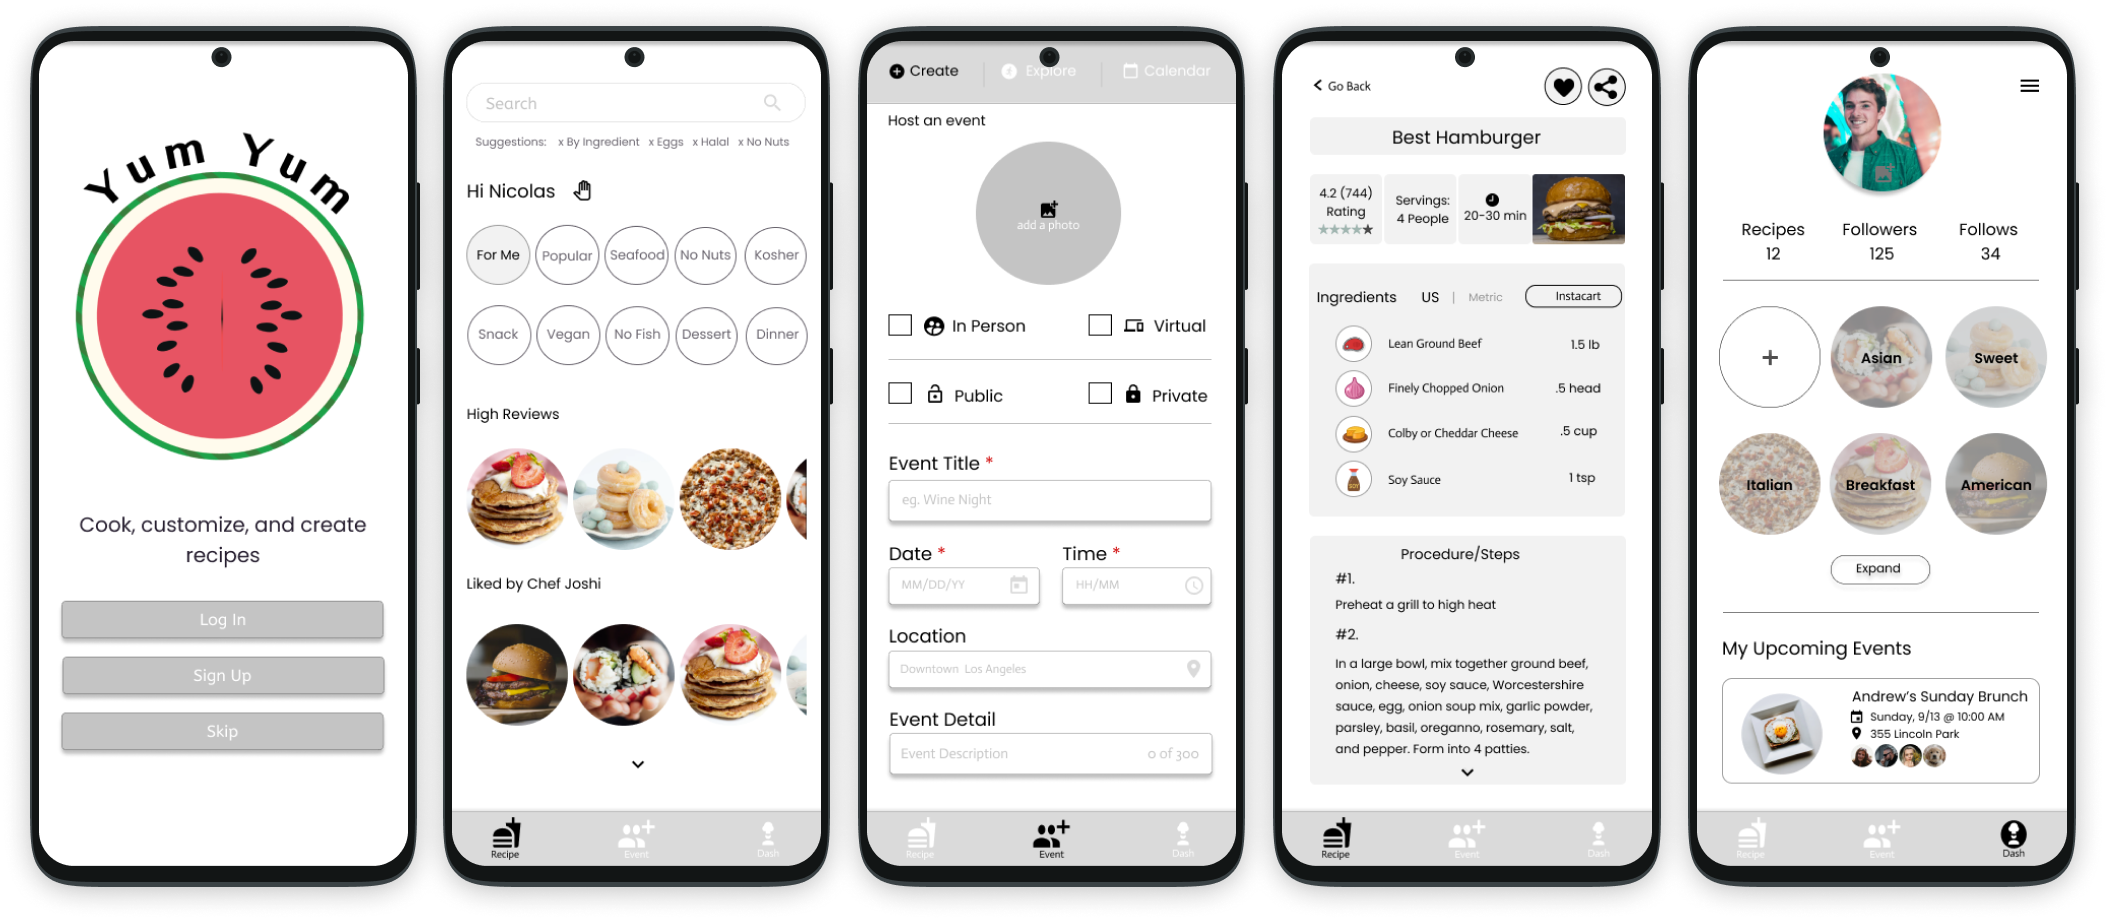 Yum Yum
Cook, customize, and create
recipes
Log In
Sign Up
Skip
Search
Suggestions: x By Ingredient x Eggs x Halal x No Nuts
Hi Nicolas
For Me Popular Seafood No Nuts Kosher
Snack Vegan No Fish Dessert Dinner
High Reviews
Liked by Chef Joshi
Recipe Event Dash
Create Explore Calendar
Host an event
add a photo
In Person Virtual
Public Private
Event Title *
eg. Wine Night
Date * Time *
MM/DD/YY HH/MM
Location
Downtown Los Angeles
Event Detail
Event Description 0 of 300
Recipe Event Dash
< Go Back
Best Hamburger
4.2 (744)
Rating
Servings:
4 People
20-30 min
Ingredients US | Metric Instacart
Lean Ground Beef 1.5 lb
Finely Chopped Onion .5 head
Colby or Cheddar Cheese .5 cup
SOY
Soy Sauce 1 tsp
Procedure/Steps
#1.
Preheat a grill to high heat
#2.
In a large bowl, mix together ground beef,
onion, cheese, soy sauce, Worcestershire
sauce, egg, onion soup mix, garlic powder,
parsley, basil, oreganno, rosemary, salt,
and pepper. Form into 4 patties.
Recipe Event Dash
Recipes Followers Follows
12 125 34
+ Asian Sweet
Italian Breakfast American
Expand
My Upcoming Events
Andrew's Sunday Brunch
Sunday, 9/13 @ 10:00 AM
355 Lincoln Park
Recipe Event Dash